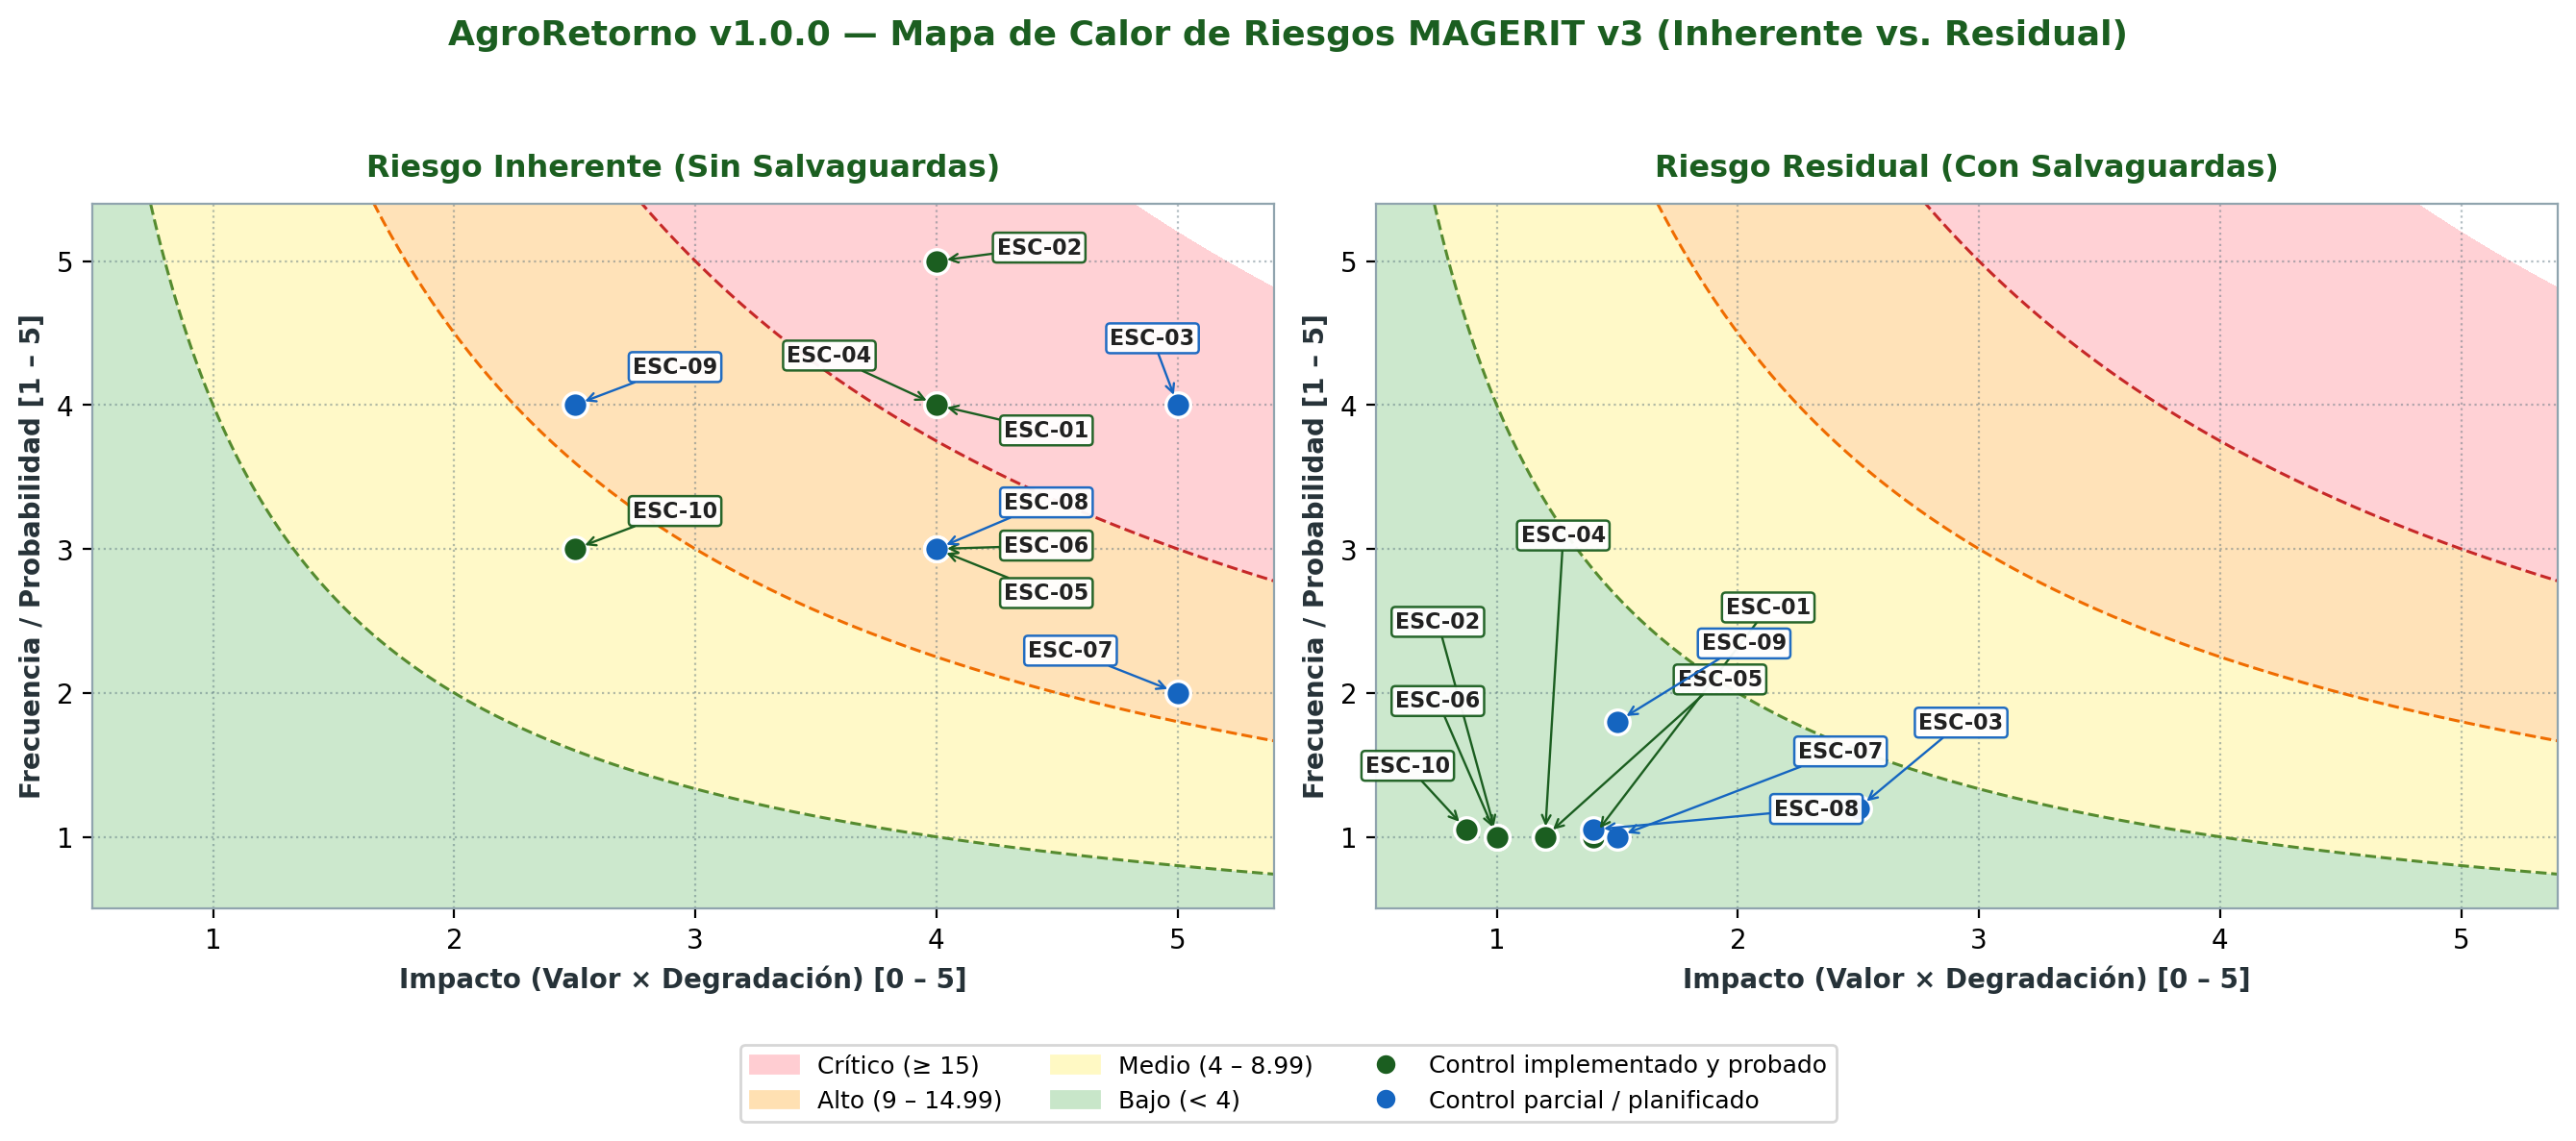 AgroRetorno v1.0.0 — Mapa de Calor de Riesgos MAGERIT v3 (Inherente vs. Residual)
Riesgo Inherente (Sin Salvaguardas)
Frecuencia / Probabilidad [1 – 5]
5
4
3
2
1
ESC-02
ESC-03
ESC-04
ESC-09
ESC-01
ESC-08
ESC-10
ESC-06
ESC-05
ESC-07
1
2
3
4
5
Impacto (Valor × Degradación) [0 – 5]
Riesgo Residual (Con Salvaguardas)
Frecuencia / Probabilidad [1 – 5]
5
4
3
2
1
ESC-04
ESC-01
ESC-02
ESC-09
ESC-05
ESC-06
ESC-03
ESC-07
ESC-10
ESC-08
1
2
3
4
5
Impacto (Valor × Degradación) [0 – 5]
Crítico (≥ 15)
Alto (9 – 14.99)
Medio (4 – 8.99)
Bajo (< 4)
Control implementado y probado
Control parcial / planificado